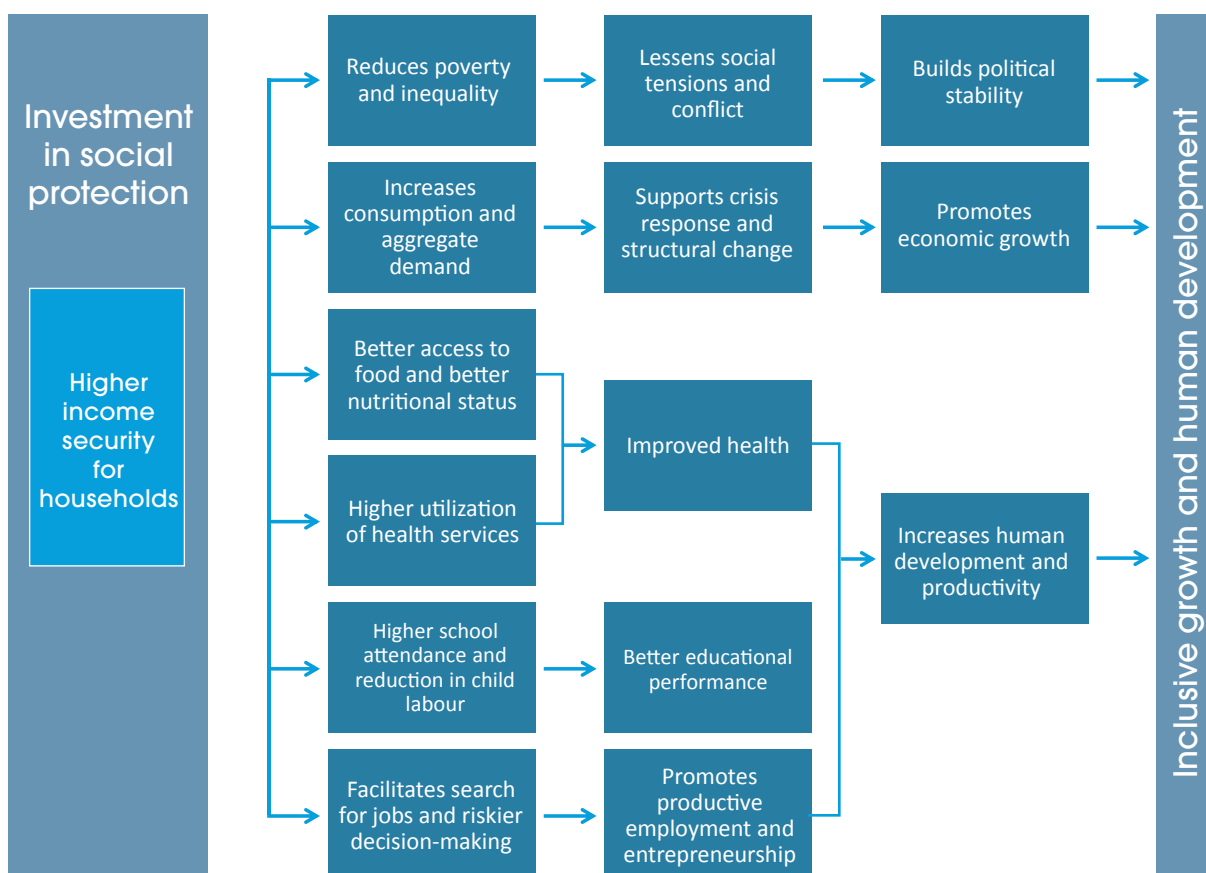 Investment
in social
protection
Higher
income
security
for
households
Reduces poverty
and inequality
Lessens social
tensions and
conflict
Builds political
stability
Increases
consumption and
aggregate
demand
Supports crisis
response and
structural change
Promotes
economic growth
Better access to
food and better
nutritional status
Higher utilization
of health services
Improved health
Higher school
attendance and
reduction in child
labour
Better educational
performance
Facilitates search
for jobs and riskier
decision-making
Promotes
productive
employment and
entrepreneurship
Increases human
development and
productivity
Inclusive growth and human development